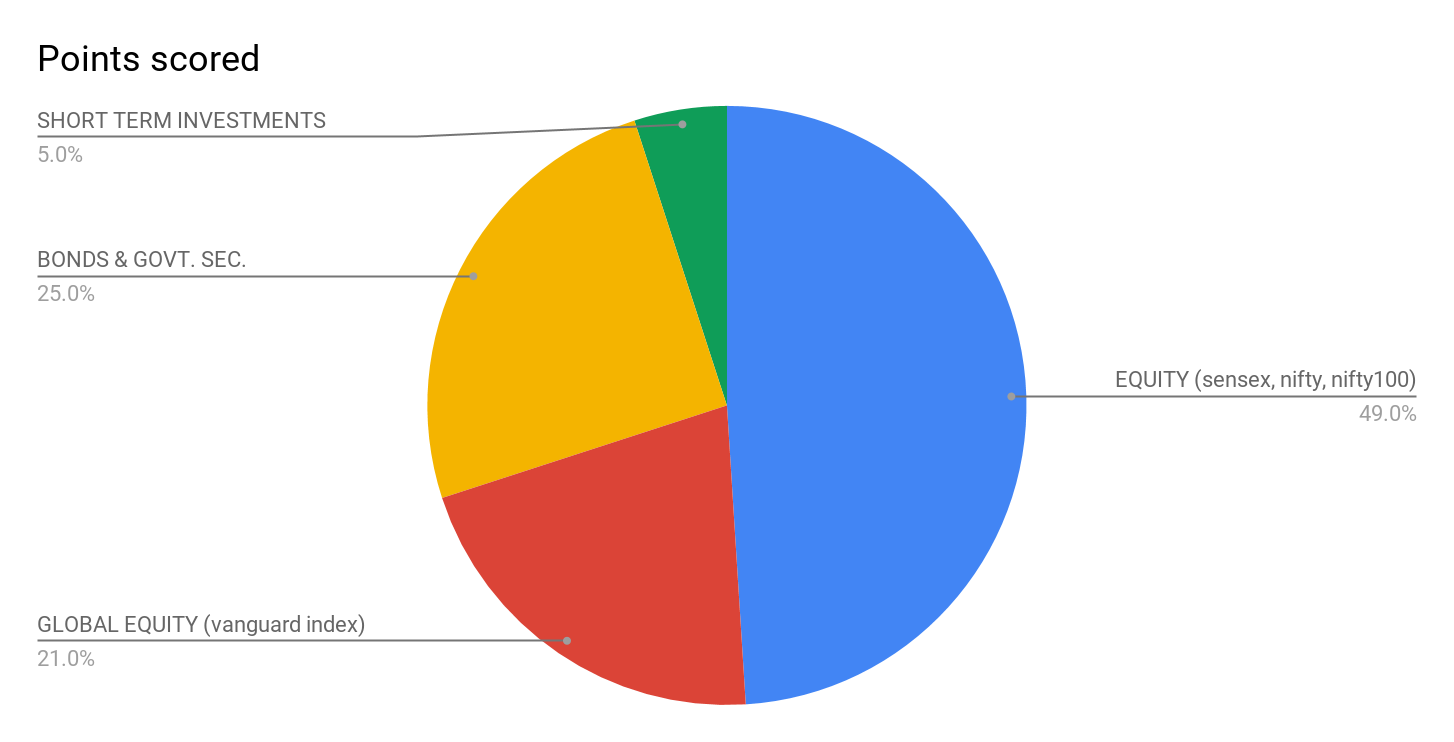 Points scored
SHORT TERM INVESTMENTS
5.0%
BONDS & GOVT. SEC.
25.0%
EQUITY (sensex, nifty, nifty100)
49.0%
GLOBAL EQUITY (vanguard index)
21.0%